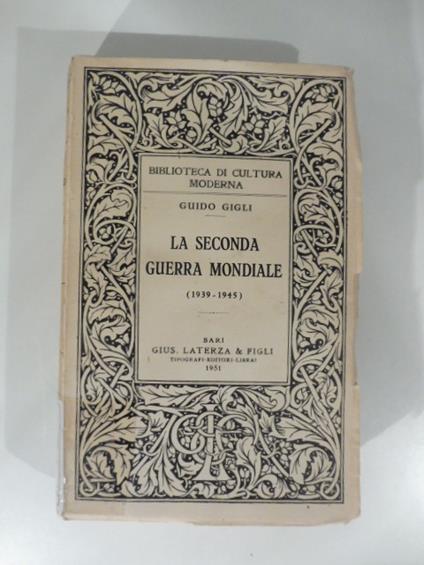 BIBLIOTECA DI CULTURA
MODERNA
GUIDO GIGLI
LA SECONDA
GUERRA MONDIALE
(1939-1945)
BARI
GIUS. LATERZA & FIGLI
TIPOGRAFI-EDITORI-LIBRAI
1951